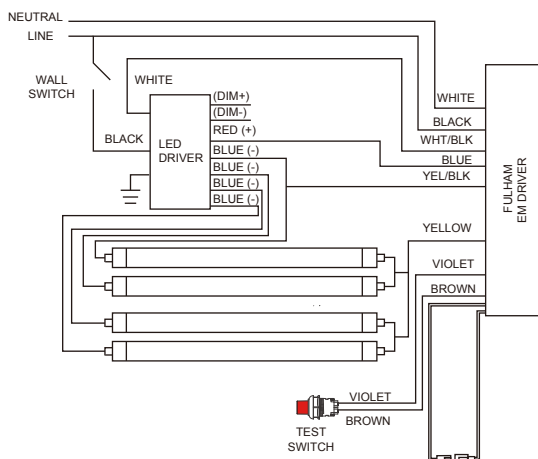 NEUTRAL
LINE
WALL
SWITCH
WHITE
BLACK
LED
DRIVER
(DIM+)
(DIM-)
RED (+)
BLUE (-)
BLUE (-)
BLUE (-)
BLUE (-)
WHITE
BLACK
WHT/BLK
BLUE
YEL/BLK
YELLOW
VIOLET
BROWN
FULHAM
EM DRIVER
VIOLET
BROWN
TEST
SWITCH